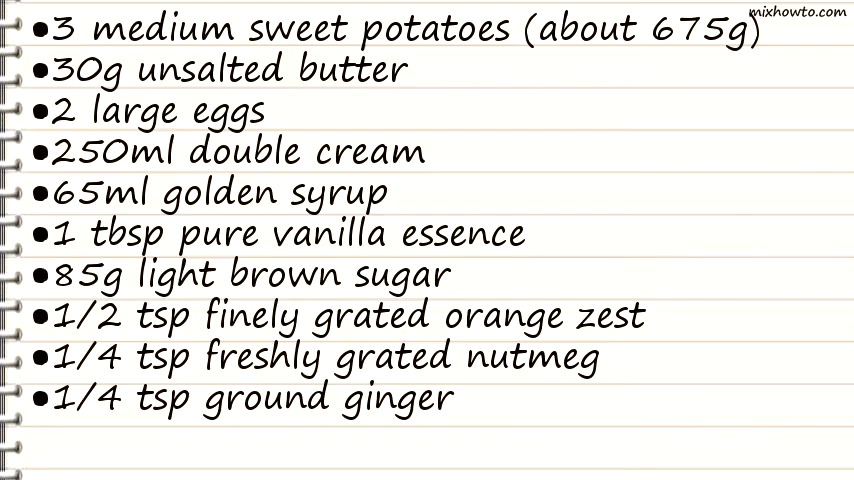 mixhowto.com
•3 medium sweet potatoes (about 675g)
•30g unsalted butter
•2 large eggs
•250ml double cream
•65ml golden syrup
•1 tbsp pure vanilla essence
•85g light brown sugar
•1/2 tsp finely grated orange zest
•1/4 tsp freshly grated nutmeg
•1/4 tsp ground ginger